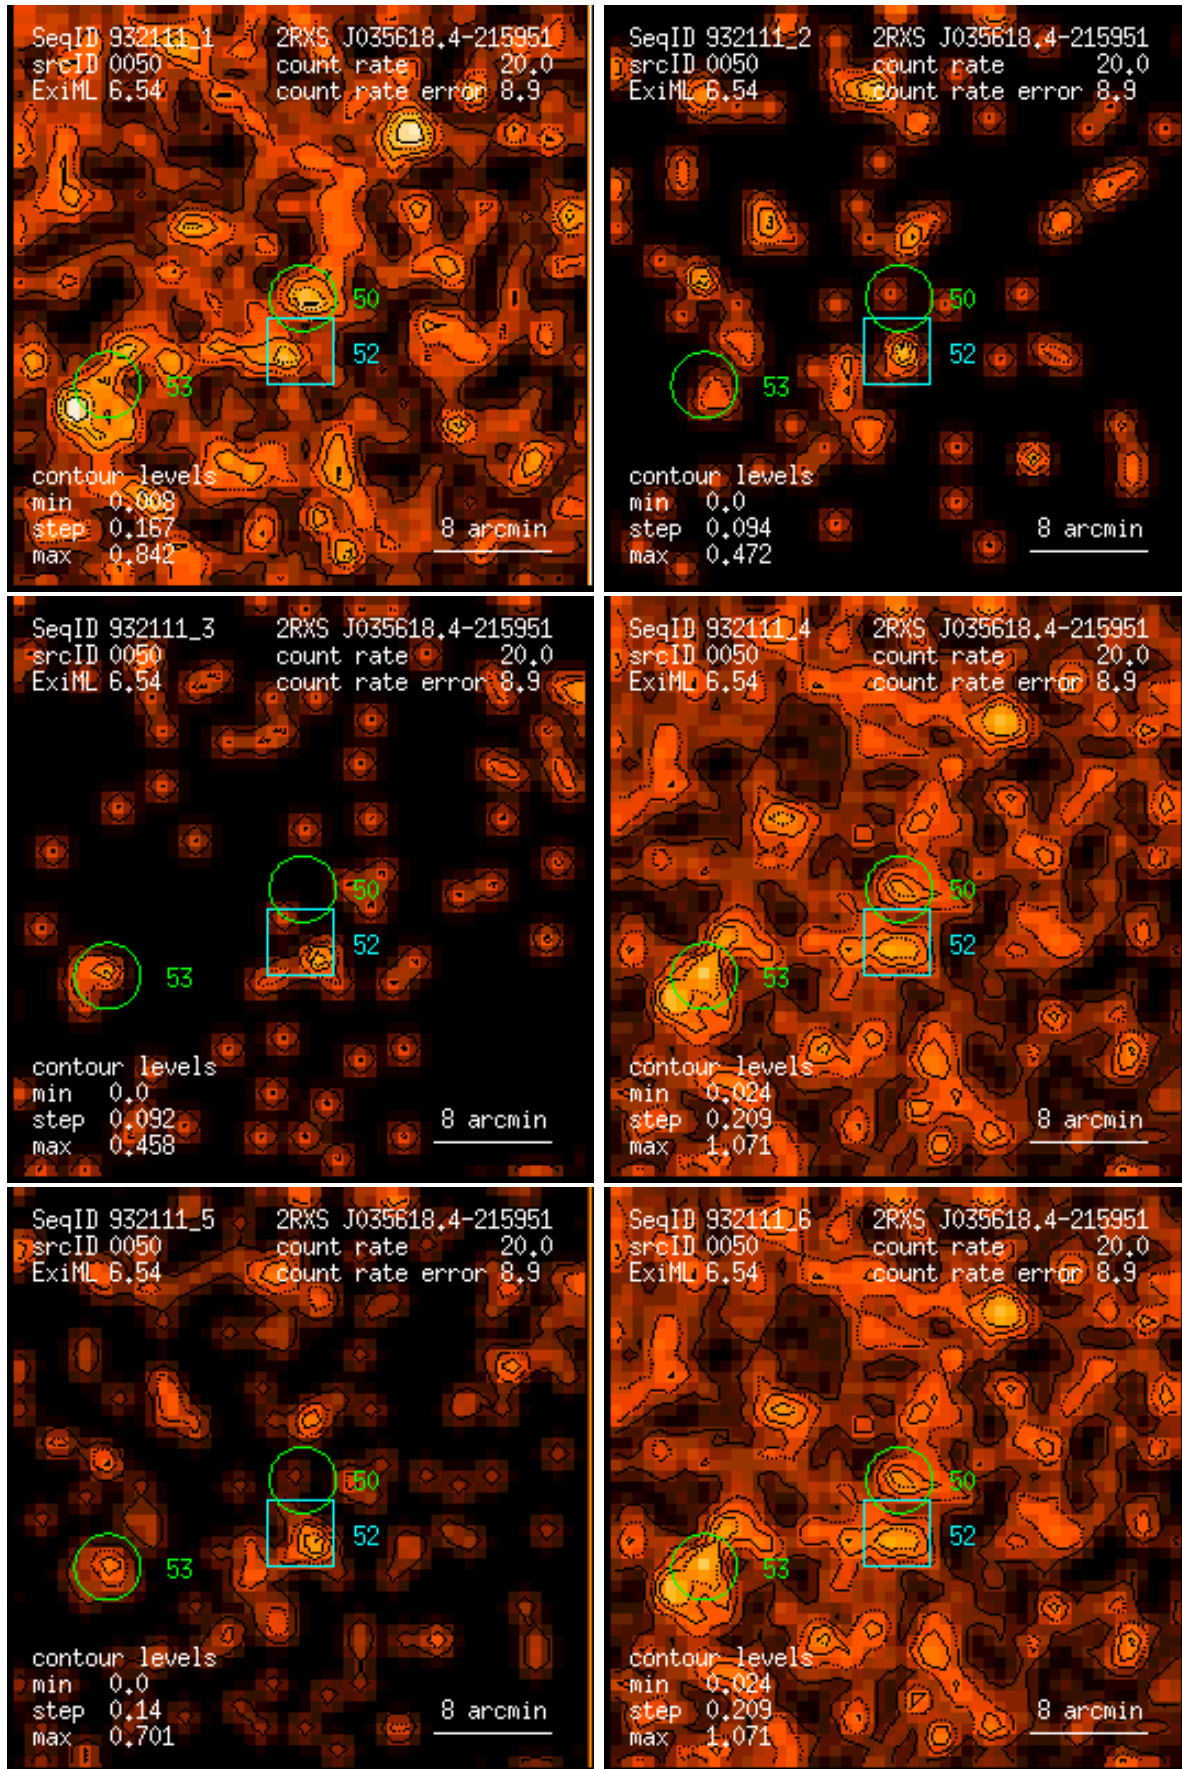 SeqID 932111_1 2RXS J035618.4-215951
srcID 0050 count rate 20.0
ExiML 6.54 count rate error 8.9
50
52
53
contour levels
min 0.008
step 0.167 8 arcmin
max 0.842
SeqID 932111_2 2RXS J035618.4-215951
srcID 0050 count rate 20.0
ExiML 6.54 count rate error 8.9
50
52
53
contour levels
min 0.0
step 0.094 8 arcmin
max 0.472
SeqID 932111_3 2RXS J035618.4-215951
srcID 0050 count rate 20.0
ExiML 6.54 count rate error 8.9
50
52
53
contour levels
min 0.0
step 0.092 8 arcmin
max 0.458
SeqID 932111_4 2RXS J035618.4-215951
srcID 0050 count rate 20.0
ExiML 6.54 count rate error 8.9
50
52
53
contour levels
min 0.024
step 0.209 8 arcmin
max 1.071
SeqID 932111_5 2RXS J035618.4-215951
srcID 0050 count rate 20.0
ExiML 6.54 count rate error 8.9
50
52
53
contour levels
min 0.0
step 0.14 8 arcmin
max 0.701
SeqID 932111_6 2RXS J035618.4-215951
srcID 0050 count rate 20.0
ExiML 6.54 count rate error 8.9
50
52
53
contour levels
min 0.024
step 0.209 8 arcmin
max 1.071